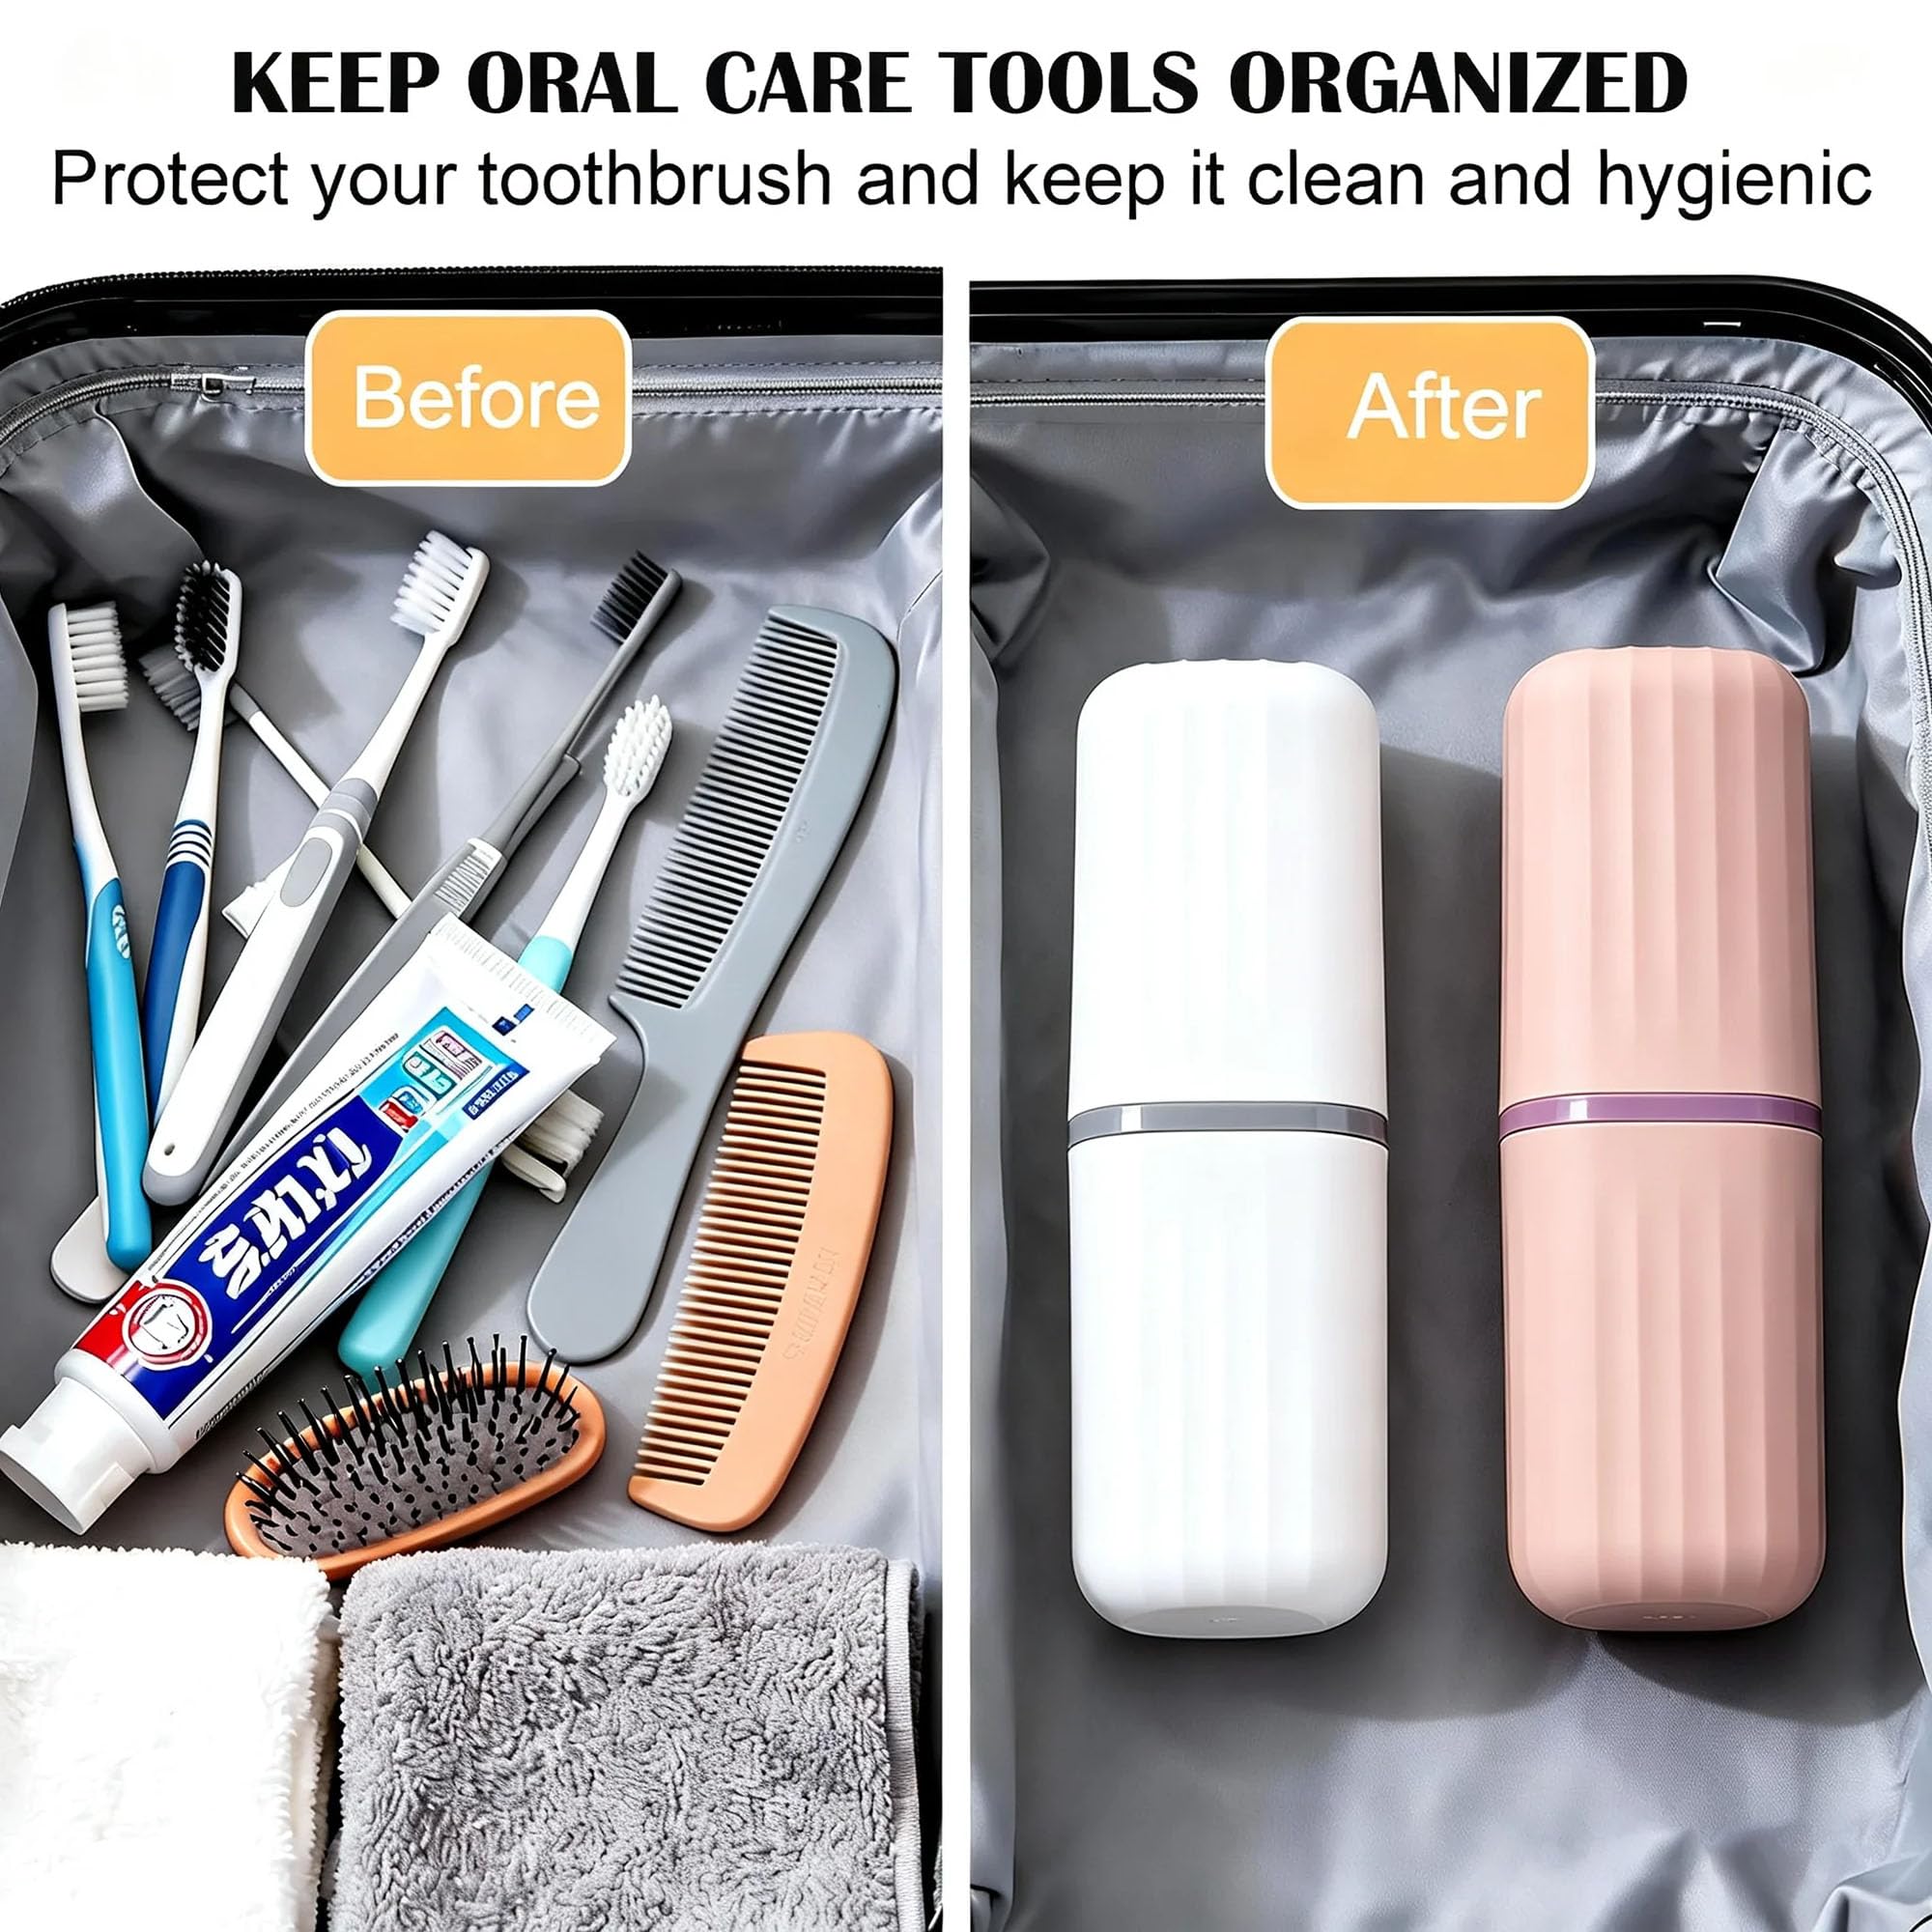 KEEP ORAL CARE TOOLS ORGANIZED
Protect your toothbrush and keep it clean and hygienic
Before
After